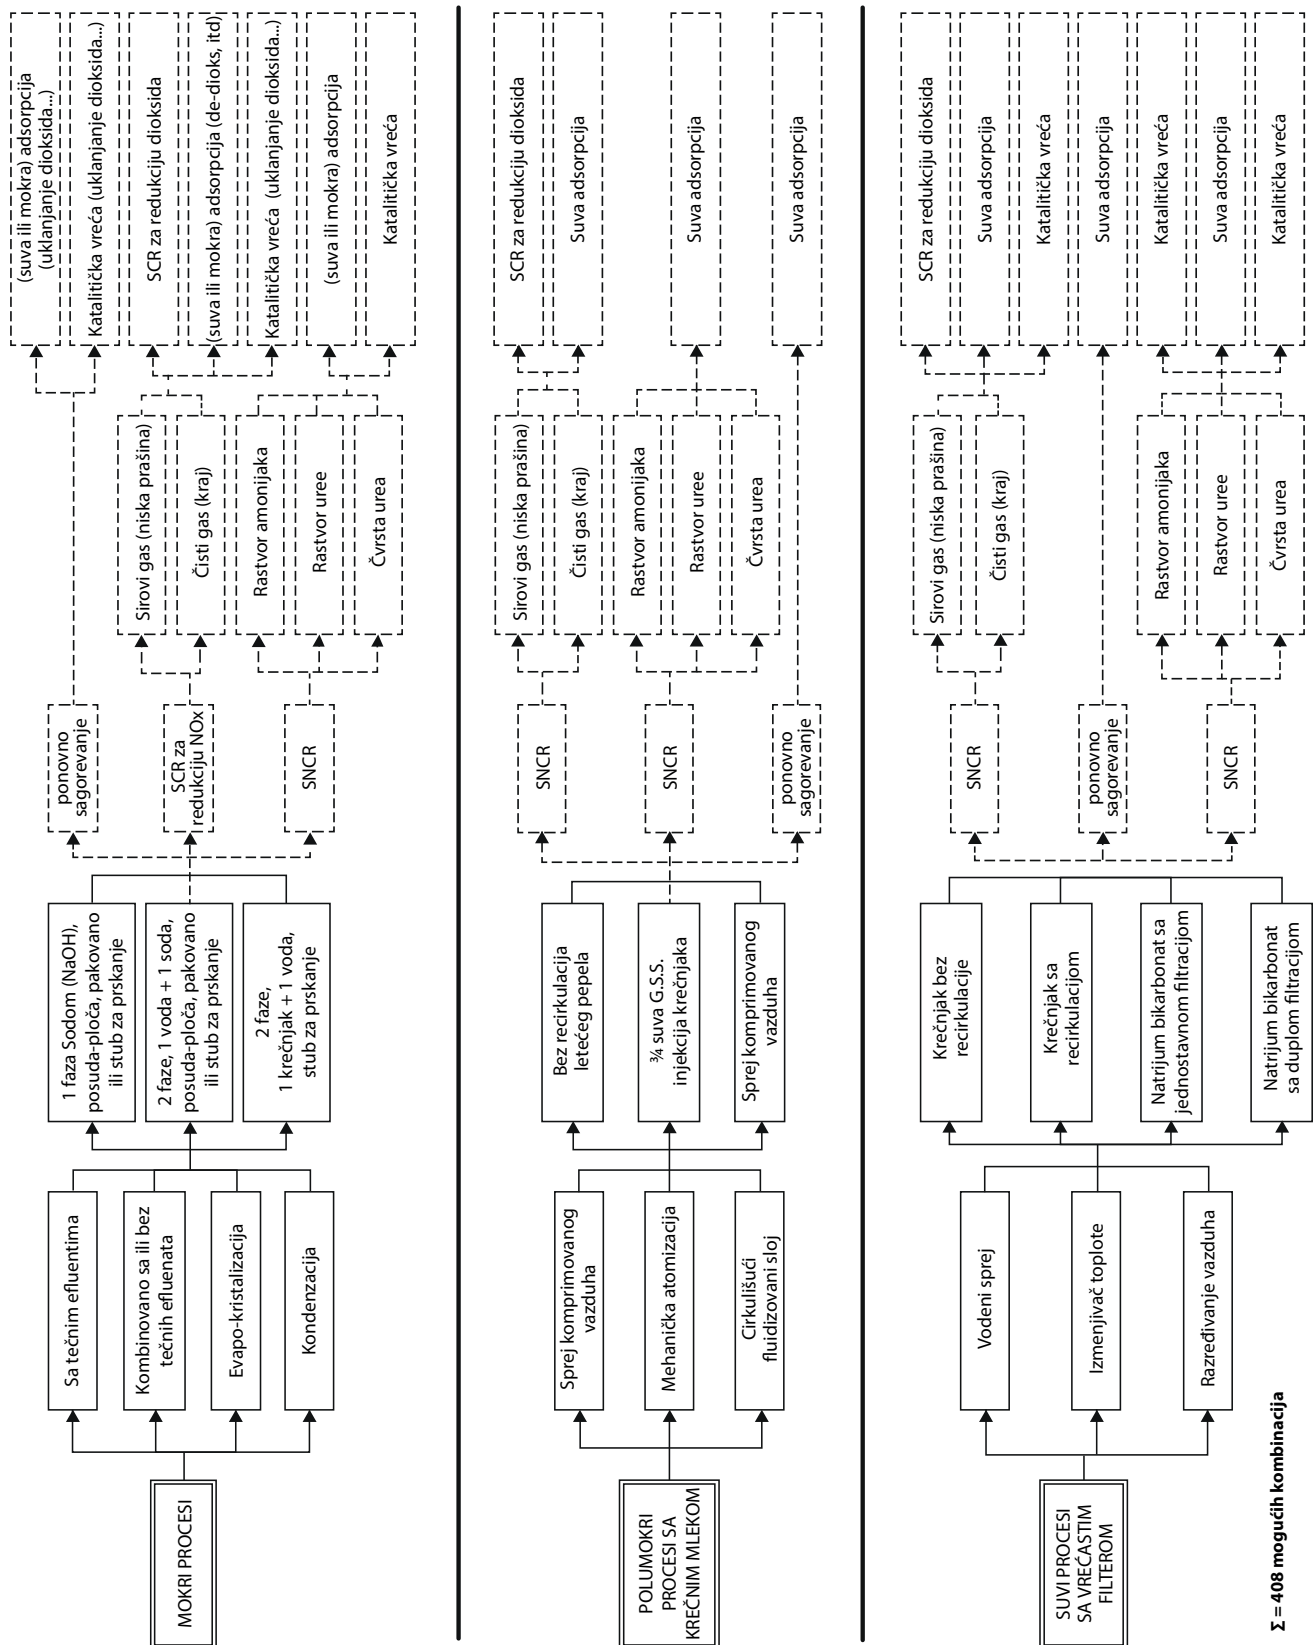 MOKRI PROCESI
Sa tečnim efluentima
Kombinovano sa ili bez
tečnih efluenata
Evapo-kristalizacija
Kondenzacija
1 faza Sodom (NaOH),
posuda-ploča, pakovano
ili stub za prskanje
2 faze, 1 voda + 1 soda,
posuda-ploča, pakovano
ili stub za prskanje
2 faze,
1 krečnjak + 1 voda,
stub za prskanje
ponovno
sagorevanje
SCR za
redukciju NOx
SNCR
Sirovi gas (niska prašina)
Čisti gas (kraj)
Rastvor amonijaka
Rastvor uree
Čvrsta urea
(suva ili mokra) adsorpcija
(uklanjanje dioksida...)
Katalitička vreća (uklanjanje dioksida...)
SCR za redukciju dioksida
(suva ili mokra) adsorpcija (de-dioks, itd)
Katalitička vreća (uklanjanje dioksida...)
(suva ili mokra) adsorpcija
Katalitička vreća
POLUMOKRI
PROCESI SA
KREČNIM MLEKOM
Sprej komprimovanog
vazduha
Mehanička atomizacija
Cirkulišući
fluidizovani sloj
Bez recirkulacija
letećeg pepela
¾ suva G.S.S.
injekcija krečnjaka
Sprej komprimovanog
vazduha
SNCR
SNCR
ponovno
sagorevanje
Sirovi gas (niska prašina)
Čisti gas (kraj)
Rastvor amonijaka
Rastvor uree
Čvrsta urea
SCR za redukciju dioksida
Suva adsorpcija
Suva adsorpcija
Suva adsorpcija
SUVI PROCESI
SA VREĆASTIM
FILTEROM
Vodeni sprej
Izmenjivač toplote
Razređivanje vazduha
Krečnjak bez
recirkulacije
Krečnjak sa
recirkulacijom
Natrijum bikarbonat sa
jednostavnom filtracijom
Natrijum bikarbonat
sa duplom filtracijom
SNCR
ponovno
sagorevanje
SNCR
Sirovi gas (niska prašina)
Čisti gas (kraj)
Rastvor amonijaka
Rastvor uree
Čvrsta urea
SCR za redukciju dioksida
Suva adsorpcija
Katalitička vreća
Suva adsorpcija
Katalitička vreća
Suva adsorpcija
Katalitička vreća
Σ = 408 mogućih kombinacija